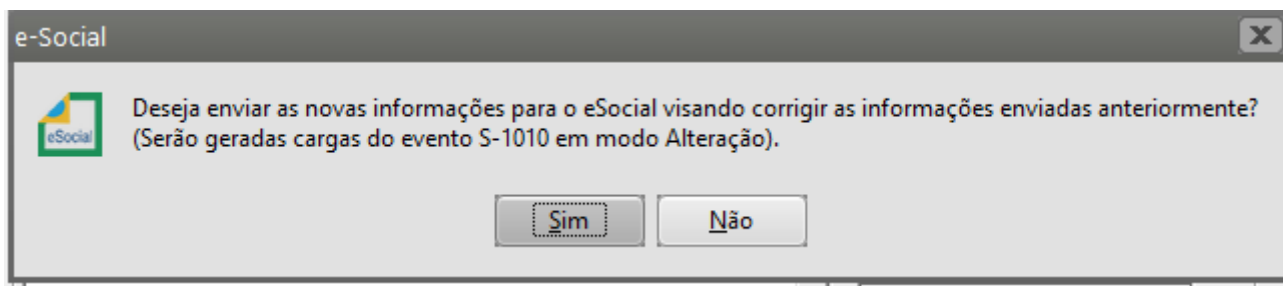 e-Social
Deseja enviar as novas informações para o eSocial visando corrigir as informações enviadas anteriormente?
(Serão geradas cargas do evento S-1010 em modo Alteração).
eSocial
Sim
Não